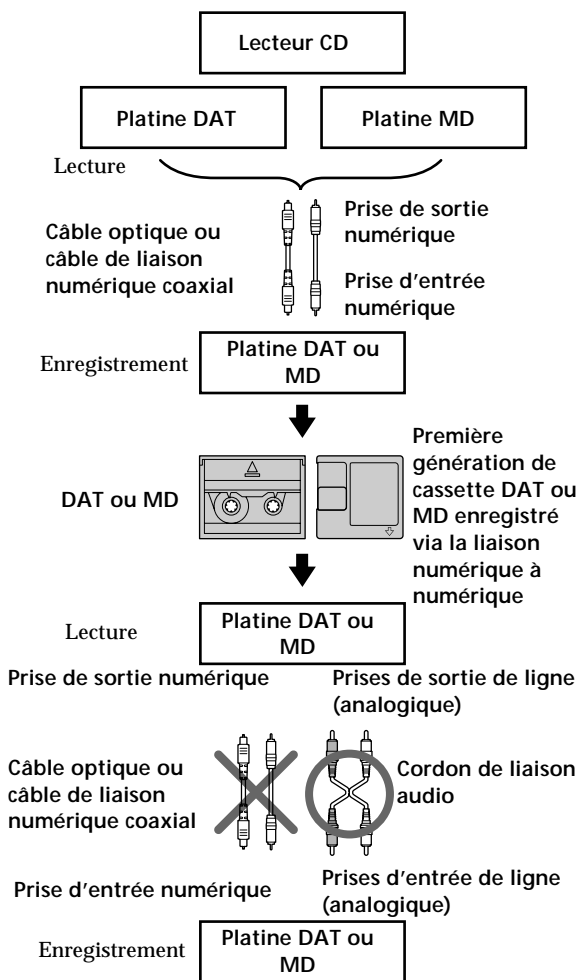 Lecteur CD
Platine DAT
Platine MD
Lecture
Câble optique ou
câble de liaison
numérique coaxial
Prise de sortie
numérique
Prise d'entrée
numérique
Enregistrement
Platine DAT ou
MD
DAT ou MD
Première
génération de
cassette DAT ou
MD enregistré
via la liaison
numérique à
numérique
Lecture
Platine DAT ou
MD
Prise de sortie numérique
Prises de sortie de ligne
(analogique)
Câble optique ou
câble de liaison
numérique coaxial
Cordon de liaison
audio
Prise d'entrée numérique
Prises d'entrée de ligne
(analogique)
Enregistrement
Platine DAT ou
MD